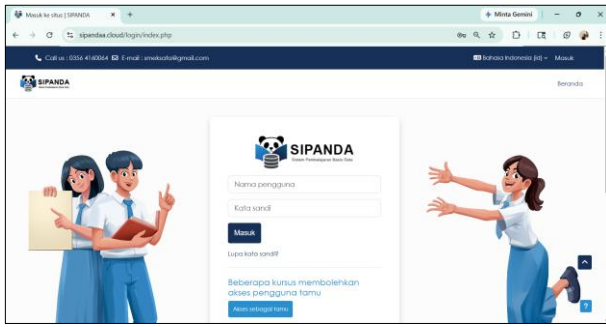 Masuk ke situs | SIPANDA
Minta Gemini
sipandaa.cloud/login/index.php
Call us : 0356 4140064 E-mail : smeksata@gmail.com
Bahasa Indonesia (id) Masuk
SIPANDA
Beranda
SIPANDA
Sistem Pembelajaran Basis Data
Nama pengguna
Kata sandi
Masuk
Lupa kata sandi?
Beberapa kursus membolehkan
akses pengguna tamu
Akses sebagai tamu